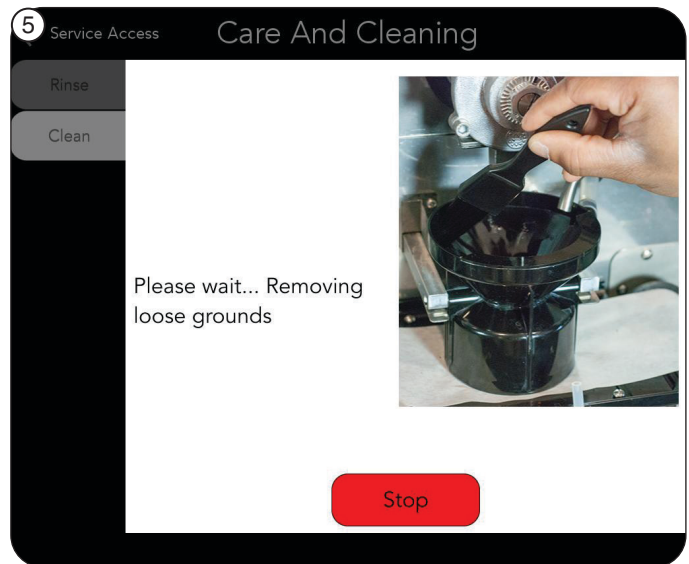 5
Service Access
Care And Cleaning
Rinse
Clean
Please wait... Removing
loose grounds
Stop